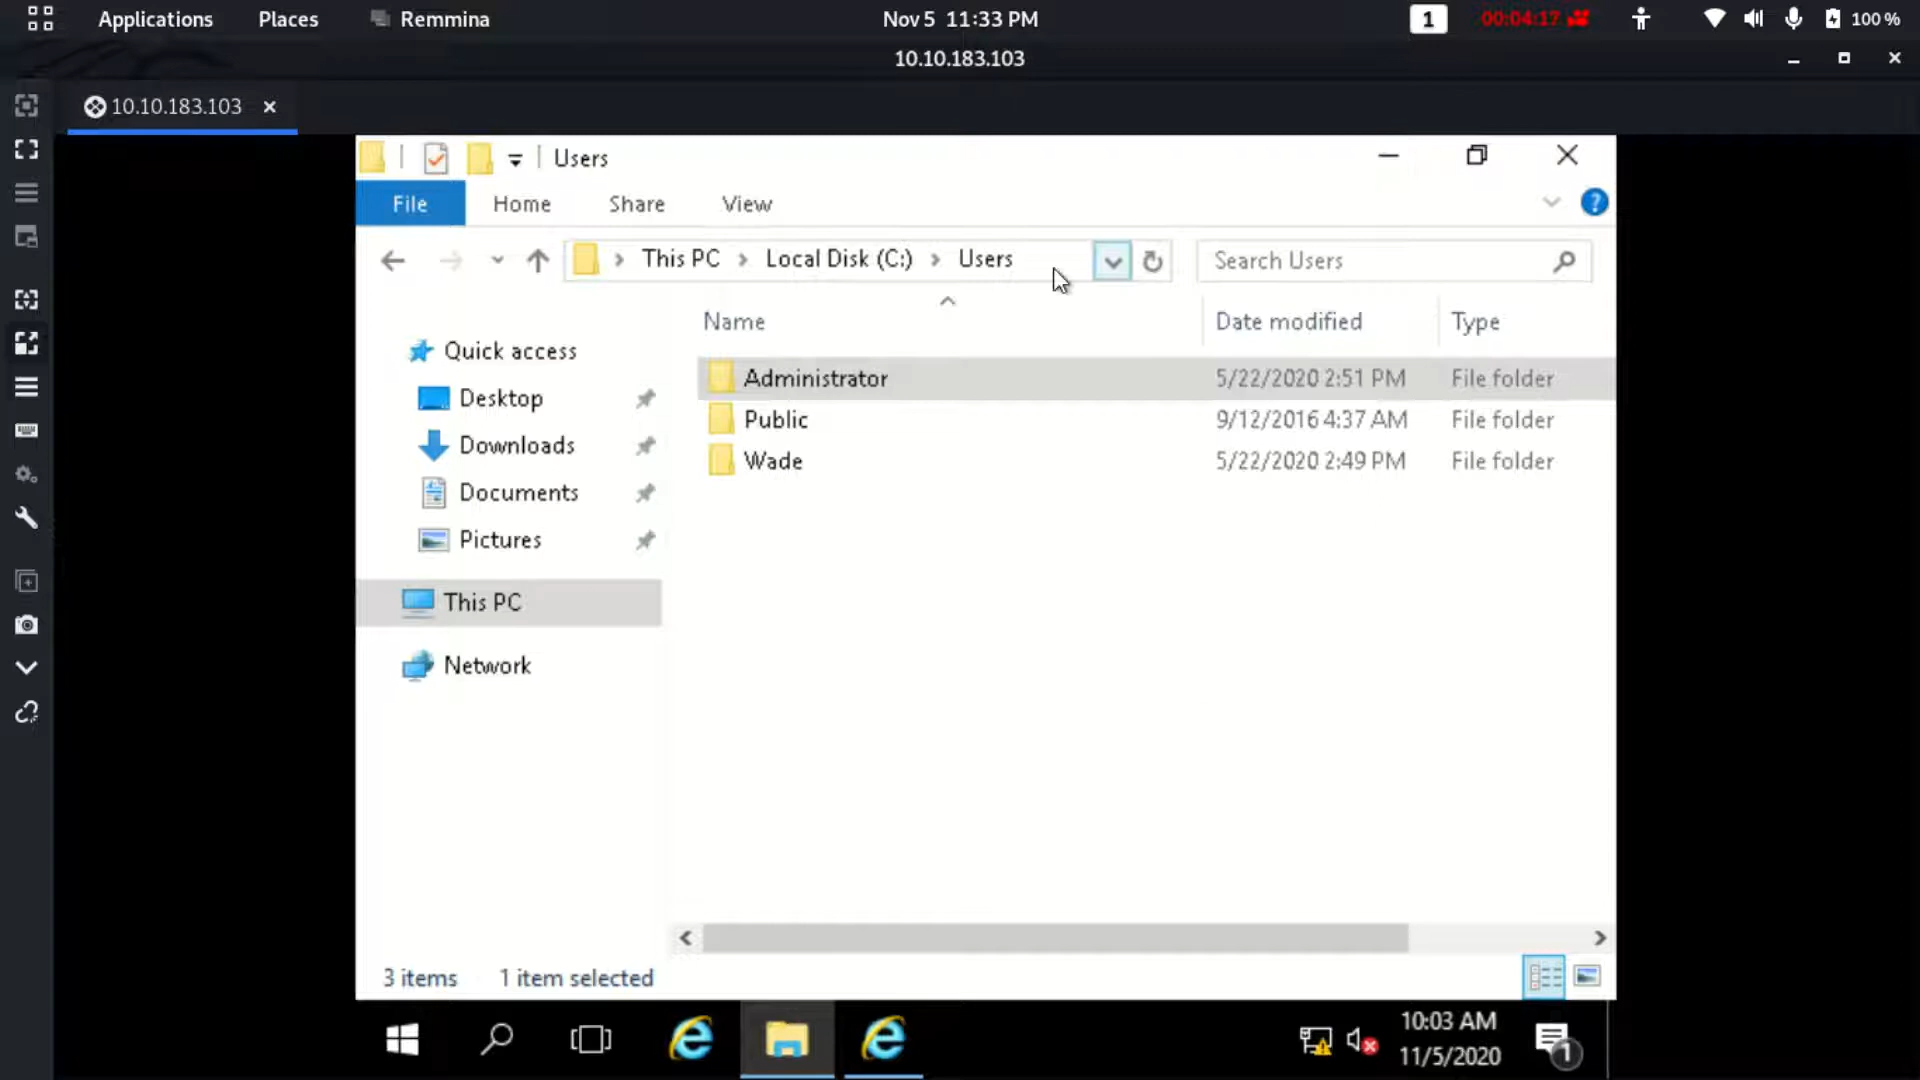 Applications Places Remmina Nov 5 11:33 PM 1 00:04:17 100 %
10.10.183.103
10.10.183.103
Users
File Home Share View
This PC Local Disk (C:) Users Search Users
Name Date modified Type
Quick access
Desktop
Downloads
Documents
Pictures
This PC
Network
Administrator 5/22/2020 2:51 PM File folder
Public 9/12/2016 4:37 AM File folder
Wade 5/22/2020 2:49 PM File folder
3 items 1 item selected
10:03 AM
11/5/2020
1